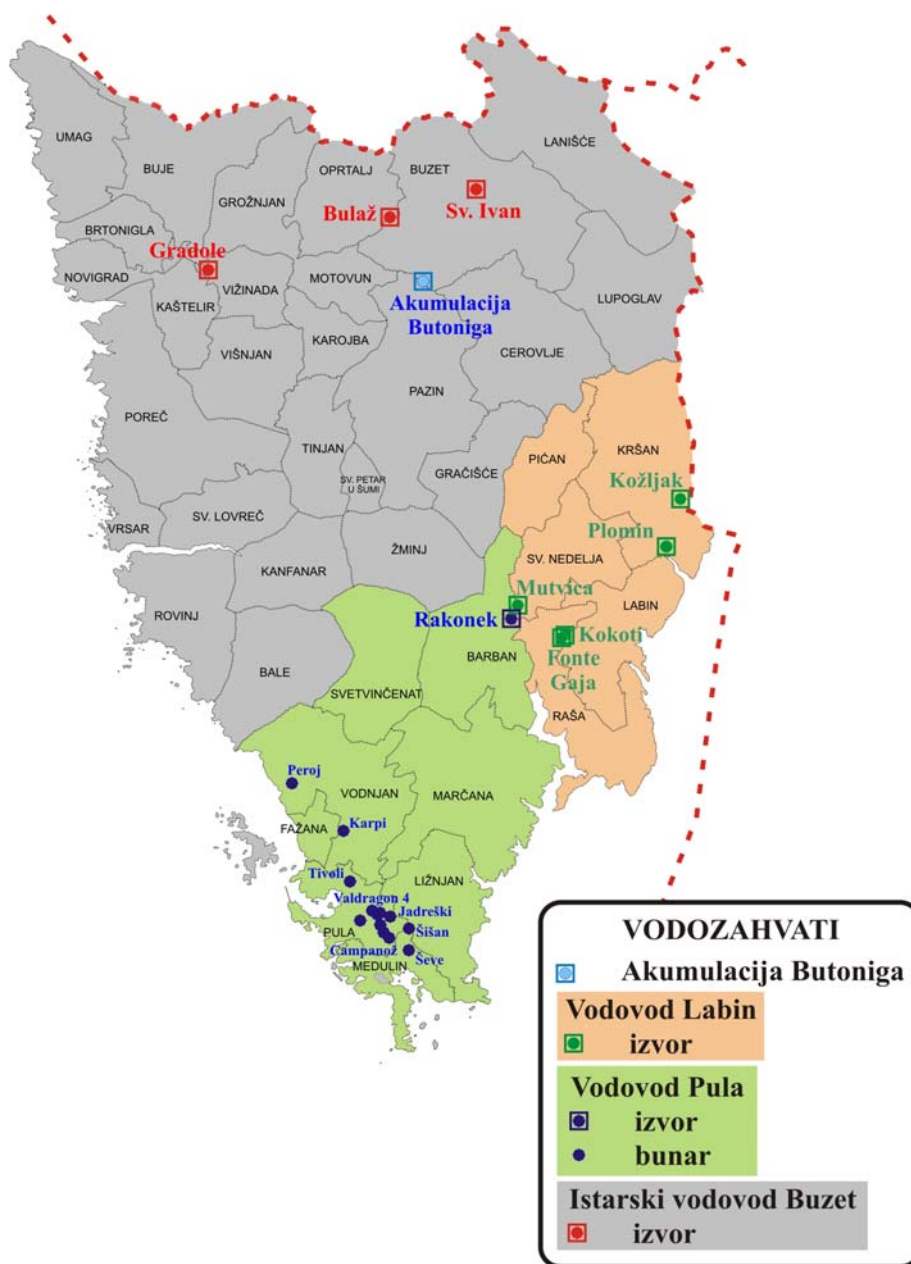 LANIŠĆE
UMAG
BUJE
OPRTALJ
BUZET
GROŽNJAN
Bulaž
Sv. Ivan
BRTONIGLA
Gradole
NOVIGRAD
MOTOVUN
VIŽINADA
LUPOGLAV
KAŠTELIR
Akumulacija
Butoniga
KAROJBA
VIŠNJAN
CEROVLJE
PAZIN
POREČ
TINJAN
KRŠAN
PIĆAN
GRAČIŠĆE
SV. PETAR
U ŠUMI
Kožljak
SV. LOVREČ
VRSAR
Plomin
ŽMINJ
SV. NEDELJA
KANFANAR
Mutvica
LABIN
ROVINJ
Rakonek
Kokoti
BARBAN
Fonte
Gaja
BALE
SVETVINČENAT
RAŠA
Peroj
VODNJAN
MARČANA
FAŽANA
Karpi
Tivoli
LIŽNJAN
Valdragon 4
Jadreški
PULA
Šišan
Campanož
Ševe
MEDULIN
VODOZAHVATI
Akumulacija Butoniga
Vodovod Labin
izvor
Vodovod Pula
izvor
bunar
Istarski vodovod Buzet
izvor